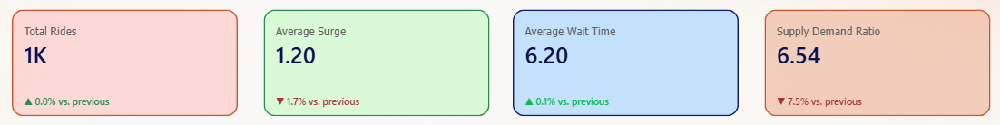 Total Rides
1K
▲ 0.0% vs. previous
Average Surge
1.20
▼ 1.7% vs. previous
Average Wait Time
6.20
▲ 0.1% vs. previous
Supply Demand Ratio
6.54
▼ 7.5% vs. previous